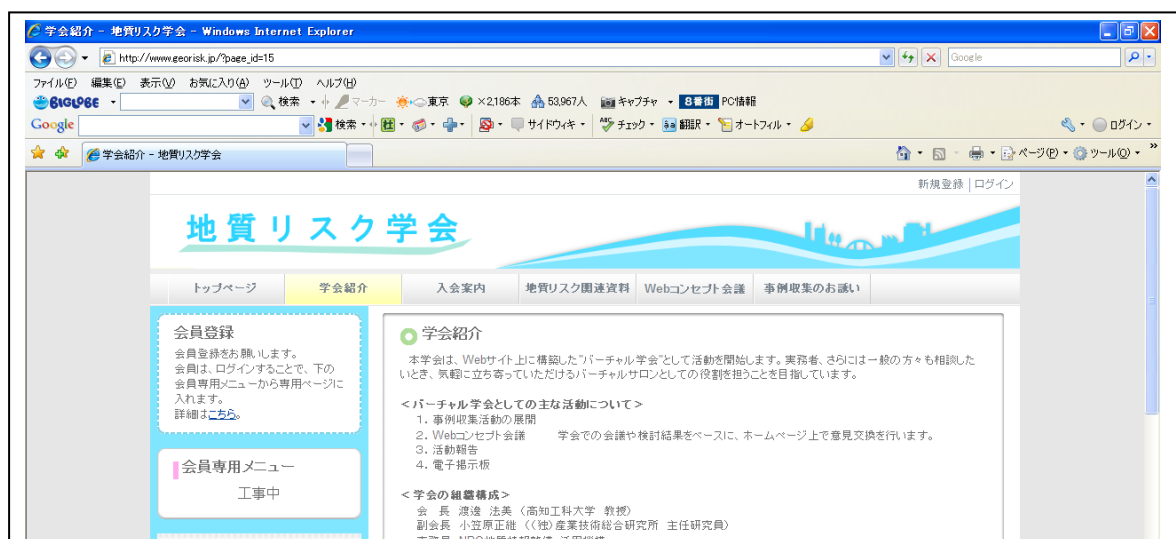 学会紹介 - 地質リスク学会 - Windows Internet Explorer
http://www.georisk.jp/?page_id=15
Google
ファイル(F) 編集(E) 表示(V) お気に入り(A) ツール(T) ヘルプ(H)
BIGLOBE 検索 マーカー 東京 ×2,186本 53,967人 キャプチャ 8番街 PC情報
Google 検索 サイドウィキ チェック 翻訳 オートフィル ログイン
学会紹介 - 地質リスク学会 ページ(P) ツール(O) »
新規登録 | ログイン
地質リスク学会
トップページ 学会紹介 入会案内 地質リスク関連資料 Webコンセプト会議 事例収集のお誘い
会員登録
会員登録をお願いします。
会員は、ログインすることで、下の
会員専用メニューから専用ページに
入れます。
詳細はこちら。
会員専用メニュー
工事中
学会紹介
本学会は、Webサイト上に構築した"バーチャル学会"として活動を開始します。実務者、さらには一般の方々も相談した
いとき、気軽に立ち寄っていただけるバーチャルサロンとしての役割を担うことを目指しています。
<バーチャル学会としての主な活動について>
1. 事例収集活動の展開
2. Webコンセプト会議 学会での会議や検討結果をベースに、ホームページ上で意見交換を行います。
3. 活動報告
4. 電子掲示板
<学会の組織構成>
会 長 渡邊 法美 (高知工科大学 教授)
副会長 小笠原正継 ((独)産業技術総合研究所 主任研究員)